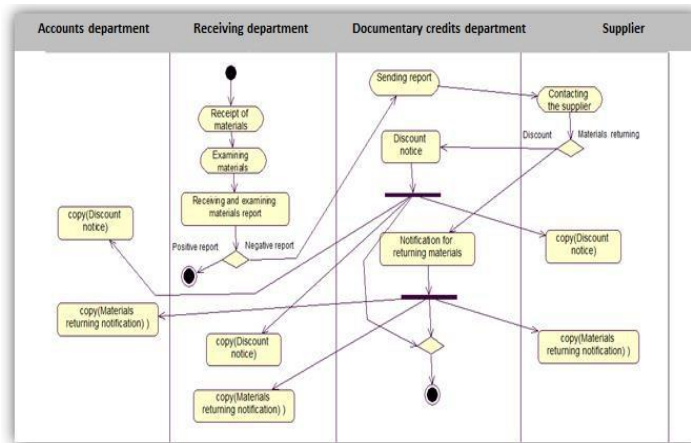 Accounts department
Receiving department
Documentary credits department
Supplier
Sending report
Contacting
the supplier
Receipt of
materials
Discount
Materials returning
Discount
notice
Examining
materials
Receiving and examining
materials report
copy(Discount
notice)
Positive report
Negative report
Notification for
returning materials
copy(Discount
notice)
copy(Materials
returning notification) )
copy(Discount
notice)
copy(Materials
returning notification) )
copy(Materials
returning notification) )